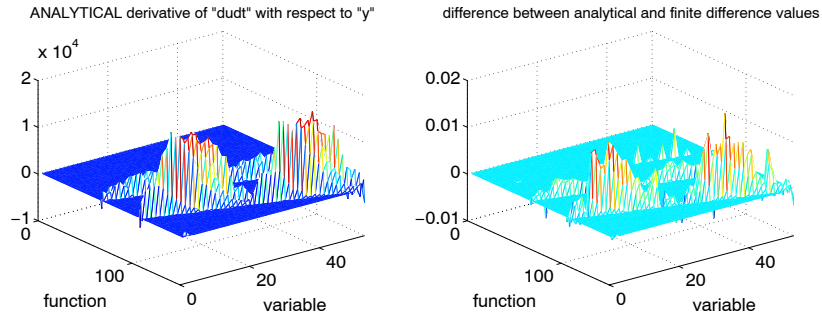 ANALYTICAL derivative of "dudt" with respect to "y"
x 10^4
2
1
0
−1
0
100
function
0
20
40
variable
difference between analytical and finite difference values
0.02
0.01
0
−0.01
0
100
function
0
20
40
variable